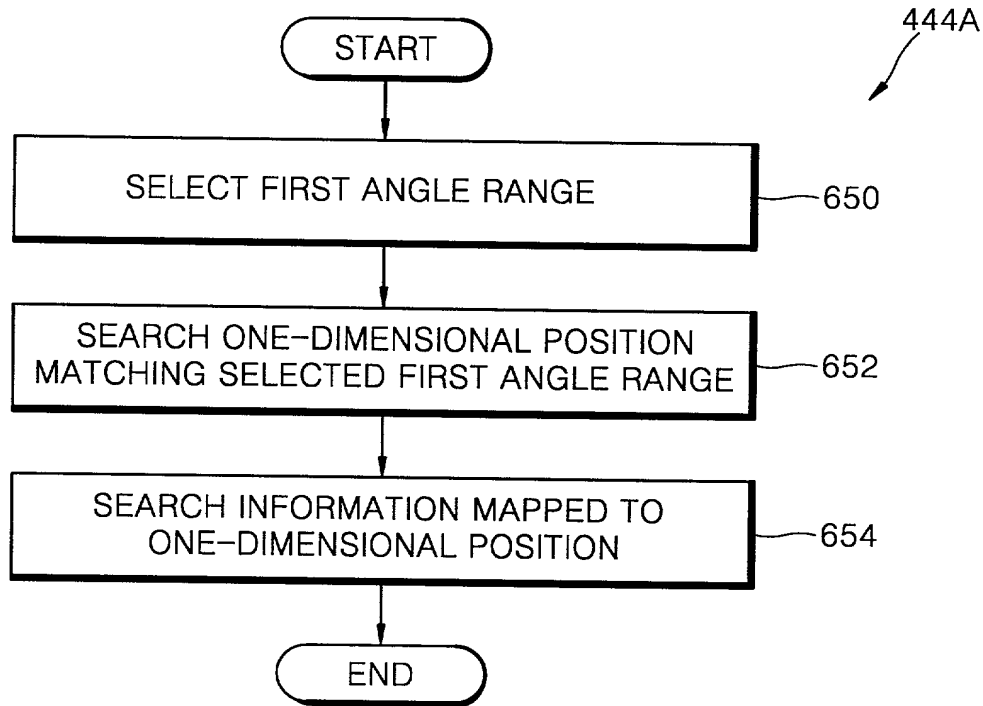 444A
START
SELECT FIRST ANGLE RANGE
650
SEARCH ONE-DIMENSIONAL POSITION
MATCHING SELECTED FIRST ANGLE RANGE
652
SEARCH INFORMATION MAPPED TO
ONE-DIMENSIONAL POSITION
654
END